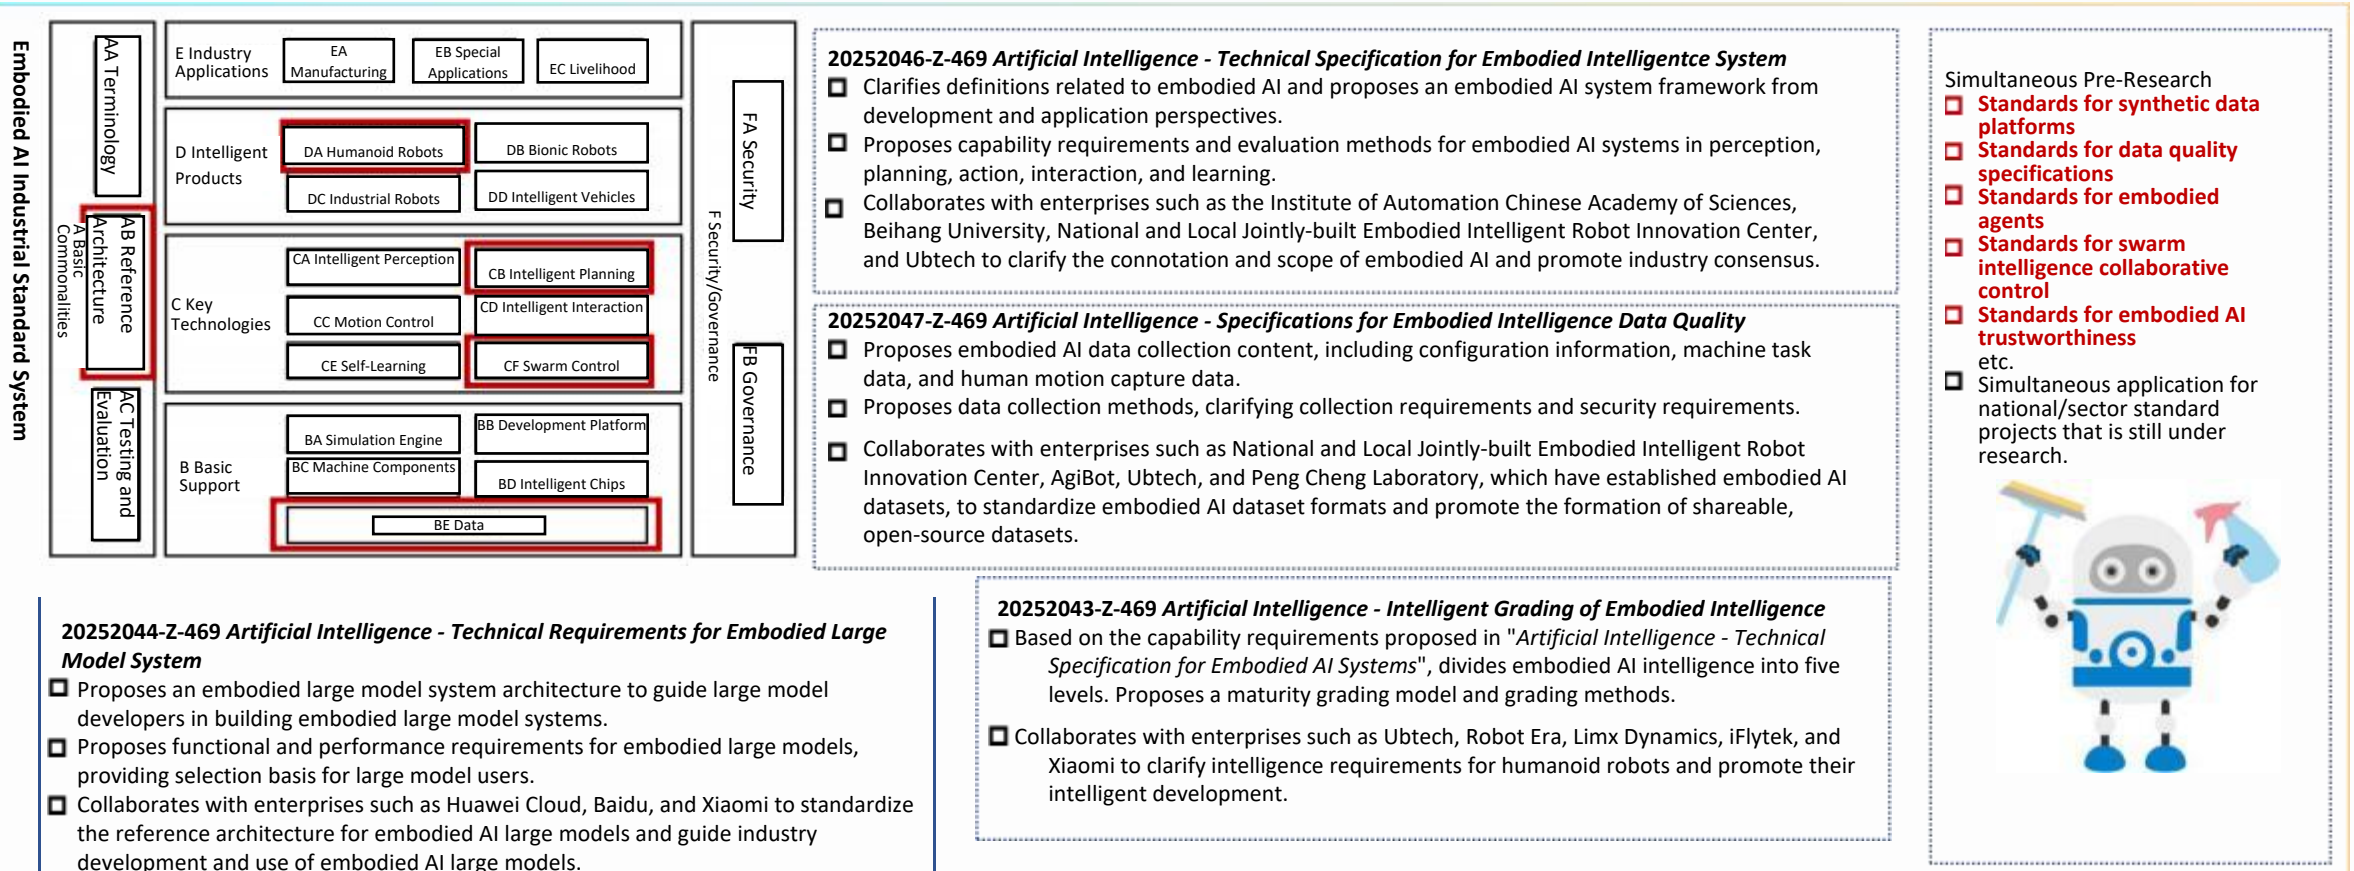 Embodied AI Industrial Standard System
AA Terminology
AB Reference
Architecture
A Basic
Commonalities
AC Testing and
Evaluation
E Industry
Applications
EA
Manufacturing
EB Special
Applications
EC Livelihood
D Intelligent
Products
DA Humanoid Robots
DB Bionic Robots
DC Industrial Robots
DD Intelligent Vehicles
C Key
Technologies
CA Intelligent Perception
CB Intelligent Planning
CC Motion Control
CD Intelligent Interaction
CE Self-Learning
CF Swarm Control
B Basic
Support
BA Simulation Engine
BB Development Platform
BC Machine Components
BD Intelligent Chips
BE Data
F Security/Governance
FA Security
FB Governance
20252046-Z-469 Artificial Intelligence - Technical Specification for Embodied Intelligentce System
Clarifies definitions related to embodied AI and proposes an embodied AI system framework from
development and application perspectives.
Proposes capability requirements and evaluation methods for embodied AI systems in perception,
planning, action, interaction, and learning.
Collaborates with enterprises such as the Institute of Automation Chinese Academy of Sciences,
Beihang University, National and Local Jointly-built Embodied Intelligent Robot Innovation Center,
and Ubtech to clarify the connotation and scope of embodied AI and promote industry consensus.
20252047-Z-469 Artificial Intelligence - Specifications for Embodied Intelligence Data Quality
Proposes embodied AI data collection content, including configuration information, machine task
data, and human motion capture data.
Proposes data collection methods, clarifying collection requirements and security requirements.
Collaborates with enterprises such as National and Local Jointly-built Embodied Intelligent Robot
Innovation Center, AgiBot, Ubtech, and Peng Cheng Laboratory, which have established embodied AI
datasets, to standardize embodied AI dataset formats and promote the formation of shareable,
open-source datasets.
20252044-Z-469 Artificial Intelligence - Technical Requirements for Embodied Large
Model System
Proposes an embodied large model system architecture to guide large model
developers in building embodied large model systems.
Proposes functional and performance requirements for embodied large models,
providing selection basis for large model users.
Collaborates with enterprises such as Huawei Cloud, Baidu, and Xiaomi to standardize
the reference architecture for embodied AI large models and guide industry
development and use of embodied AI large models.
20252043-Z-469 Artificial Intelligence - Intelligent Grading of Embodied Intelligence
Based on the capability requirements proposed in "Artificial Intelligence - Technical
Specification for Embodied AI Systems", divides embodied AI intelligence into five
levels. Proposes a maturity grading model and grading methods.
Collaborates with enterprises such as Ubtech, Robot Era, Limx Dynamics, iFlytek, and
Xiaomi to clarify intelligence requirements for humanoid robots and promote their
intelligent development.
Simultaneous Pre-Research
Standards for synthetic data
platforms
Standards for data quality
specifications
Standards for embodied
agents
Standards for swarm
intelligence collaborative
control
Standards for embodied AI
trustworthiness
etc.
Simultaneous application for
national/sector standard
projects that is still under
research.